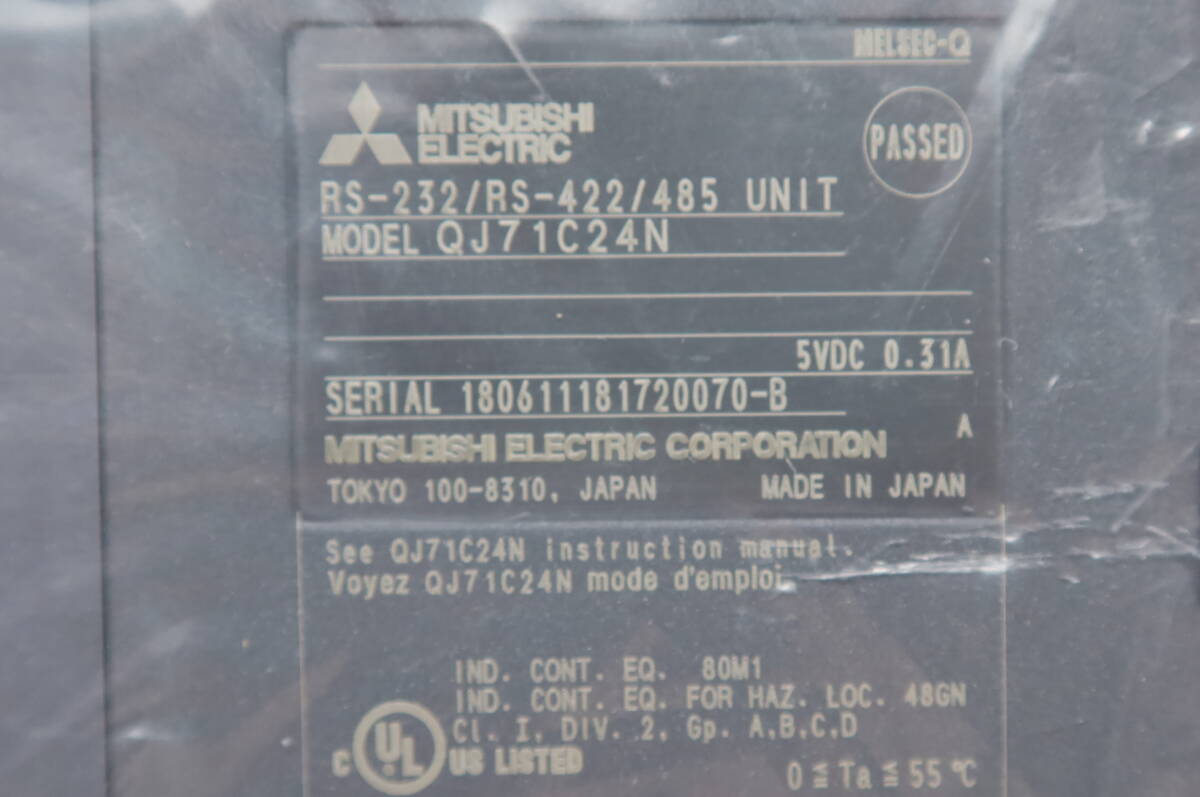 MELSEC-Q
MITSUBISHI
ELECTRIC
PASSED
RS-232/RS-422/485 UNIT
MODEL QJ71C24N
5VDC 0.31A
SERIAL 180611181720070-B
A
MITSUBISHI ELECTRIC CORPORATION
TOKYO 100-8310, JAPAN MADE IN JAPAN
See QJ71C24N instruction manual.
Voyez QJ71C24N mode d'emploi
IND. CONT. EQ. 80M1
IND. CONT. EQ. FOR HAZ. LOC. 48GN
Cl. I, DIV. 2, Gp. A,B,C,D
c UL US LISTED
0≦Ta≦55℃